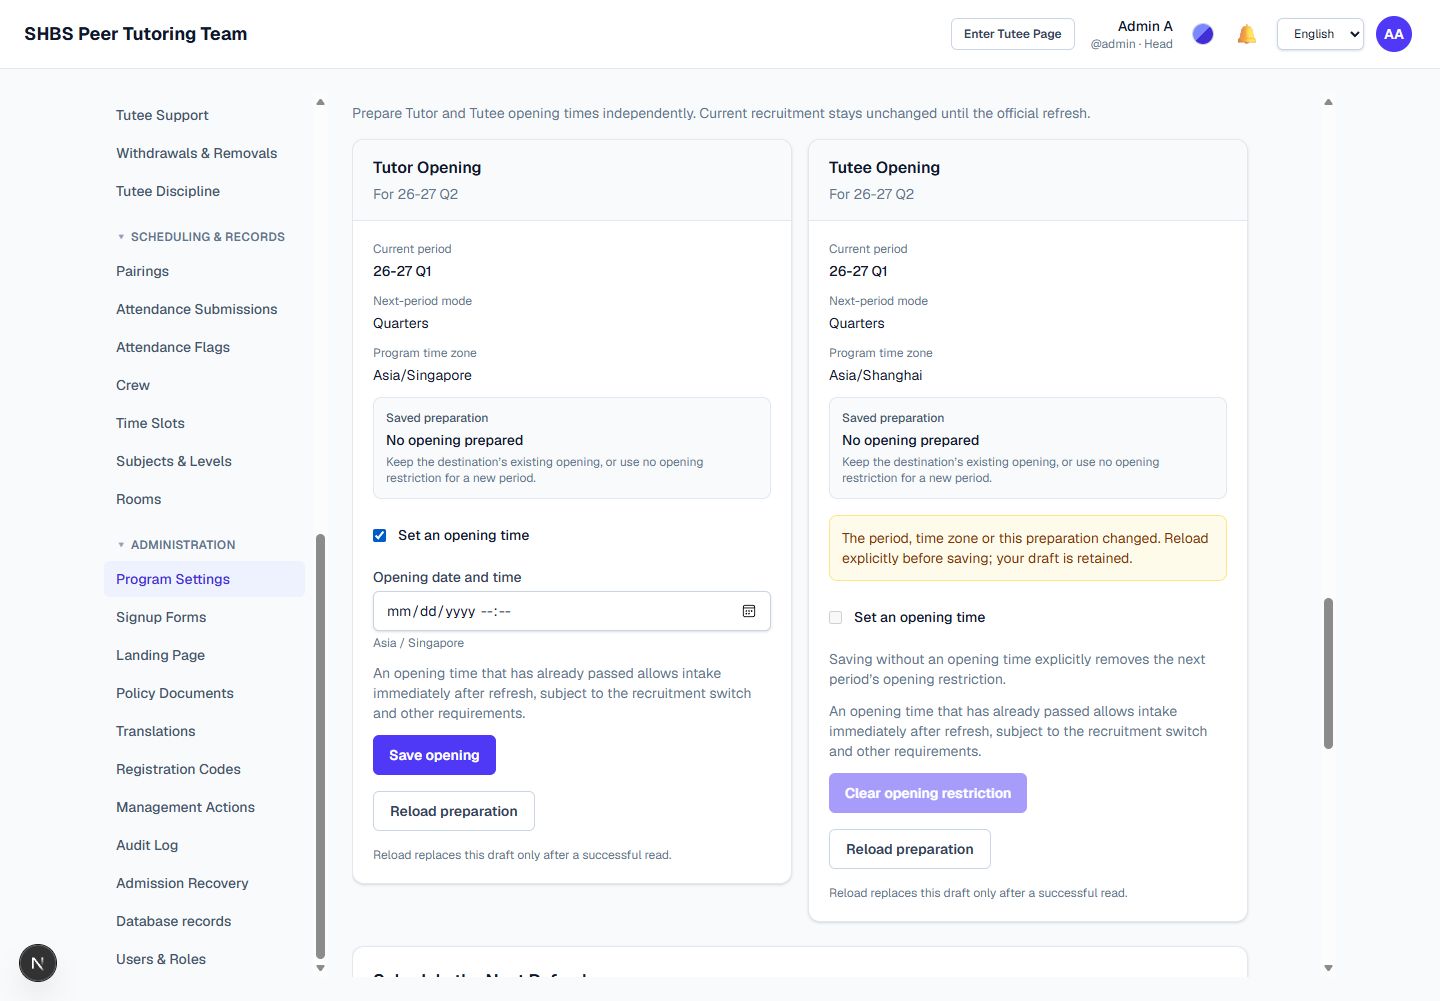 SHBS Peer Tutoring Team
Enter Tutee Page
Admin A
@admin · Head
English
AA
Tutee Support
Withdrawals & Removals
Tutee Discipline
SCHEDULING & RECORDS
Pairings
Attendance Submissions
Attendance Flags
Crew
Time Slots
Subjects & Levels
Rooms
ADMINISTRATION
Program Settings
Signup Forms
Landing Page
Policy Documents
Translations
Registration Codes
Management Actions
Audit Log
Admission Recovery
Database records
Users & Roles
N
Prepare Tutor and Tutee opening times independently. Current recruitment stays unchanged until the official refresh.
Tutor Opening
For 26-27 Q2
Current period
26-27 Q1
Next-period mode
Quarters
Program time zone
Asia/Singapore
Saved preparation
No opening prepared
Keep the destination's existing opening, or use no opening
restriction for a new period.
Set an opening time
Opening date and time
mm/dd/yyyy --:--
Asia / Singapore
An opening time that has already passed allows intake
immediately after refresh, subject to the recruitment switch
and other requirements.
Save opening
Reload preparation
Reload replaces this draft only after a successful read.
Tutee Opening
For 26-27 Q2
Current period
26-27 Q1
Next-period mode
Quarters
Program time zone
Asia/Shanghai
Saved preparation
No opening prepared
Keep the destination's existing opening, or use no opening
restriction for a new period.
The period, time zone or this preparation changed. Reload
explicitly before saving; your draft is retained.
Set an opening time
Saving without an opening time explicitly removes the next
period's opening restriction.
An opening time that has already passed allows intake
immediately after refresh, subject to the recruitment switch
and other requirements.
Clear opening restriction
Reload preparation
Reload replaces this draft only after a successful read.